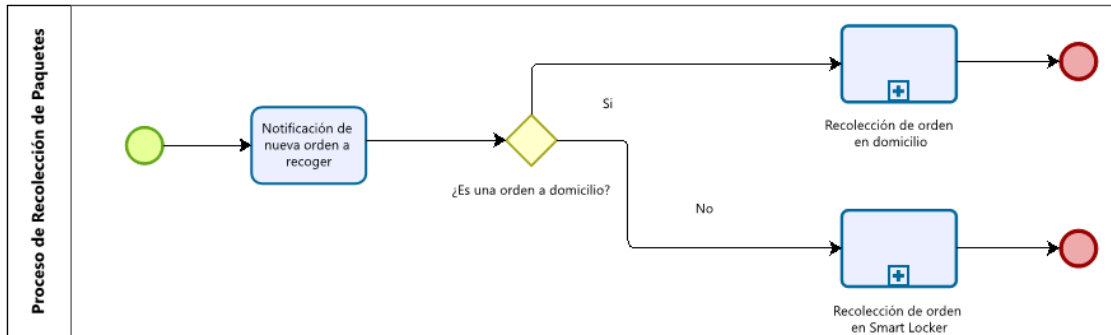 Proceso de Recolección de Paquetes
Notificación de
nueva orden a
recoger
¿Es una orden a domicilio?
Si
No
Recolección de orden
en domicilio
Recolección de orden
en Smart Locker